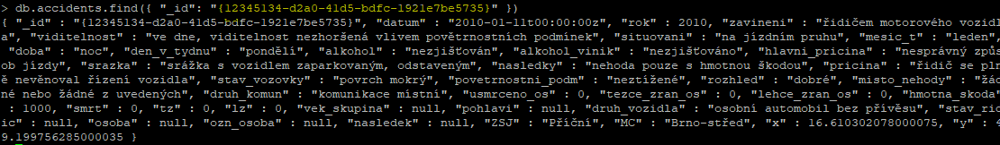 > db.accidents.find({ "_id": "{12345134-d2a0-41d5-bdfc-1921e7be5735}" })
{ "_id" : "{12345134-d2a0-41d5-bdfc-1921e7be5735}", "datum" : "2010-01-11t00:00:00z", "rok" : 2010, "zavineni" : "řidičem motorového vozidl
a", "viditelnost" : "ve dne, viditelnost nezhoršená vlivem povětrnostních podmínek", "situovani" : "na jízdním pruhu", "mesic_t" : "leden",
 "doba" : "noc", "den_v_tydnu" : "pondělí", "alkohol" : "nezjišťován", "alkohol_vinik" : "nezjišťováno", "hlavni_pricina" : "nesprávný způs
ob jízdy", "srazka" : "srážka s vozidlem zaparkovaným, odstaveným", "nasledky" : "nehoda pouze s hmotnou škodou", "pricina" : "řidič se pln
ě nevěnoval řízení vozidla", "stav_vozovky" : "povrch mokrý", "povetrnostni_podm" : "neztížené", "rozhled" : "dobré", "misto_nehody" : "žád
né nebo žádné z uvedených", "druh_komun" : "komunikace místní", "usmrceno_os" : 0, "tezce_zran_os" : 0, "lehce_zran_os" : 0, "hmotna_skoda"
 : 1000, "smrt" : 0, "tz" : 0, "lz" : 0, "vek_skupina" : null, "pohlavi" : null, "druh_vozidla" : "osobní automobil bez přívěsu", "stav_rid
ic" : null, "osoba" : null, "ozn_osoba" : null, "nasledek" : null, "ZSJ" : "Příční", "MC" : "Brno-střed", "x" : 16.610302078000075, "y" : 4
9.199756285000035 }
>